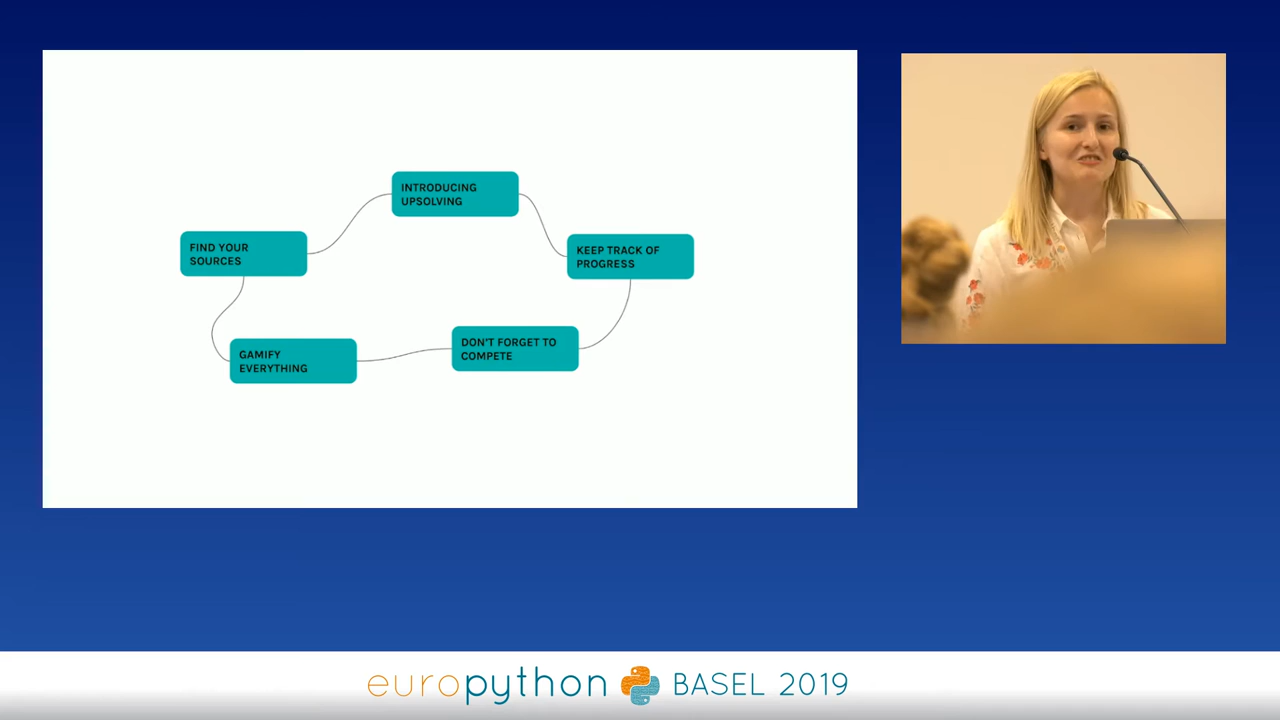 INTRODUCING
UPSOLVING
FIND YOUR
SOURCES
KEEP TRACK OF
PROGRESS
DON'T FORGET TO
COMPETE
GAMIFY
EVERYTHING
europython BASEL 2019